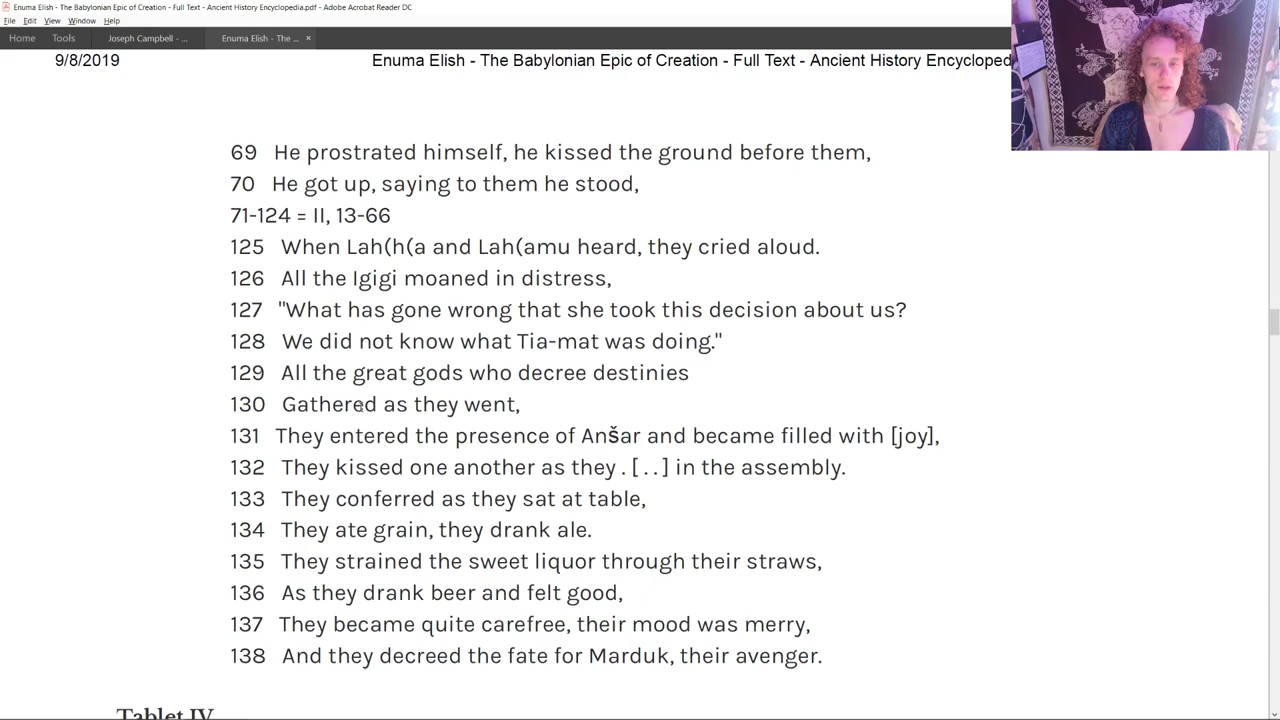 Enuma Elish - The Babylonian Epic of Creation - Full Text - Ancient History Encyclopedia.pdf - Adobe Acrobat Reader DC
File Edit View Window Help
Home Tools Joseph Campbell - ... Enuma Elish - The ... ×
9/8/2019 Enuma Elish - The Babylonian Epic of Creation - Full Text - Ancient History Encycloped
69 He prostrated himself, he kissed the ground before them,
70 He got up, saying to them he stood,
71-124 = II, 13-66
125 When Lah(h(a and Lah(amu heard, they cried aloud.
126 All the Igigi moaned in distress,
127 "What has gone wrong that she took this decision about us?
128 We did not know what Tia-mat was doing."
129 All the great gods who decree destinies
130 Gathered as they went,
131 They entered the presence of Anšar and became filled with [joy],
132 They kissed one another as they . [ . . ] in the assembly.
133 They conferred as they sat at table,
134 They ate grain, they drank ale.
135 They strained the sweet liquor through their straws,
136 As they drank beer and felt good,
137 They became quite carefree, their mood was merry,
138 And they decreed the fate for Marduk, their avenger.
Tablet IV